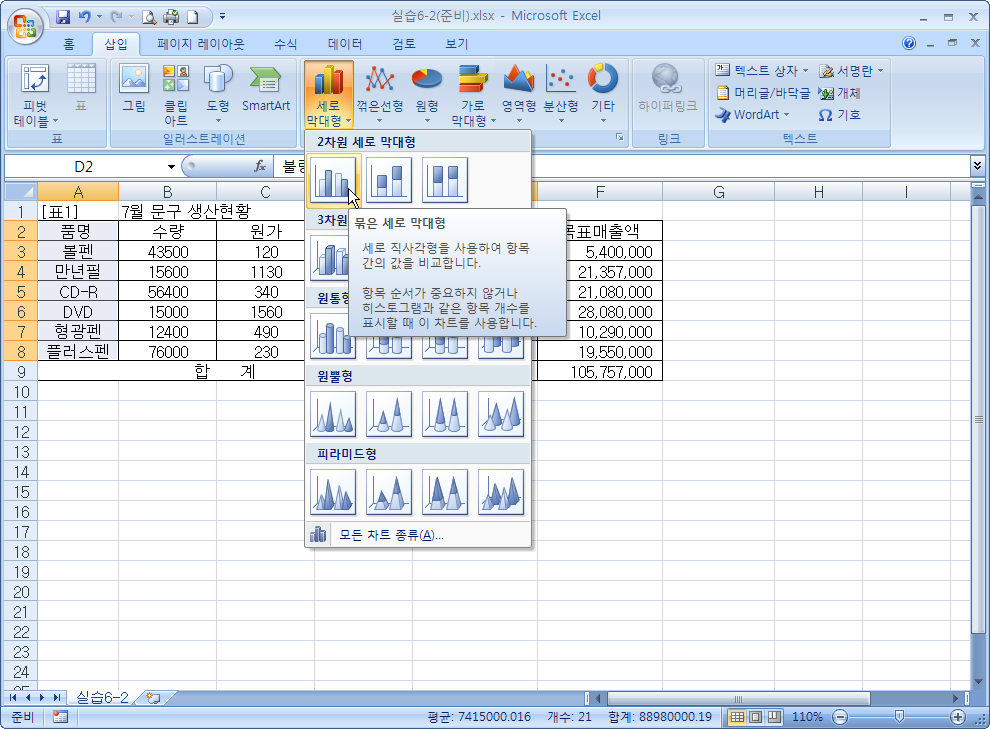 실습6-2(준비).xlsx - Microsoft Excel
홈 삽입 페이지 레이아웃 수식 데이터 검토 보기
피벗 테이블 표 그림 클립 아트 도형 SmartArt 세로 막대형 꺾은선형 원형 가로 막대형 영역형 분산형 기타 하이퍼링크 텍스트 상자 머리글/바닥글 WordArt 서명란 개체 기호
표 일러스트레이션 링크 텍스트
D2 fx
A B C F G H I
1 [표1] 7월 문구 생산현황
2 품명 수량 원가
3 볼펜 43500 120 5,400,000
4 만년필 15600 1130 21,357,000
5 CD-R 56400 340 21,080,000
6 DVD 15000 1560 28,080,000
7 형광펜 12400 490 10,290,000
8 플러스펜 76000 230 19,550,000
9 합 계 105,757,000
10
11
12
13
14
15
16
17
18
19
20
21
22
23
24
2차원 세로 막대형
3차원
묶은 세로 막대형
세로 직사각형을 사용하여 항목
간의 값을 비교합니다.
항목 순서가 중요하지 않거나
히스토그램과 같은 항목 개수를
표시할 때 이 차트를 사용합니다.
원뿔형
피라미드형
모든 차트 종류(A)...
실습6-2
준비 평균: 7415000.016 개수: 21 합계: 88980000.19 110%